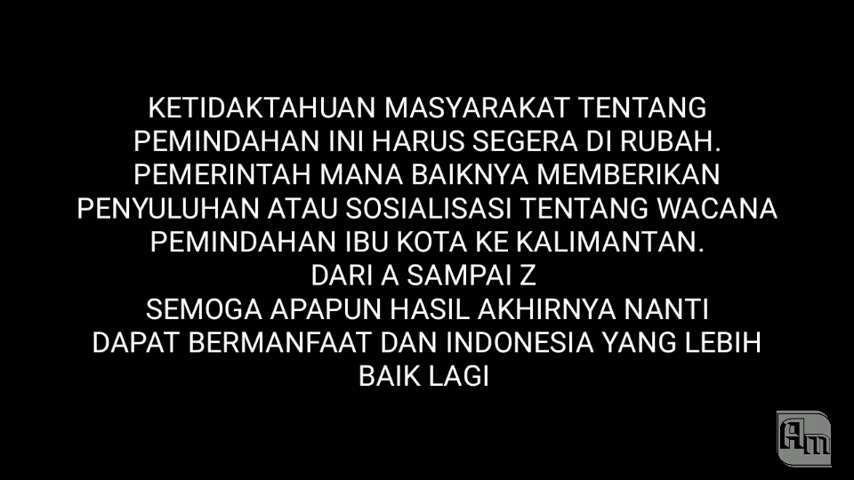 KETIDAKTAHUAN MASYARAKAT TENTANG
PEMINDAHAN INI HARUS SEGERA DI RUBAH.
PEMERINTAH MANA BAIKNYA MEMBERIKAN
PENYULUHAN ATAU SOSIALISASI TENTANG WACANA
PEMINDAHAN IBU KOTA KE KALIMANTAN.
DARI A SAMPAI Z
SEMOGA APAPUN HASIL AKHIRNYA NANTI
DAPAT BERMANFAAT DAN INDONESIA YANG LEBIH
BAIK LAGI
Am